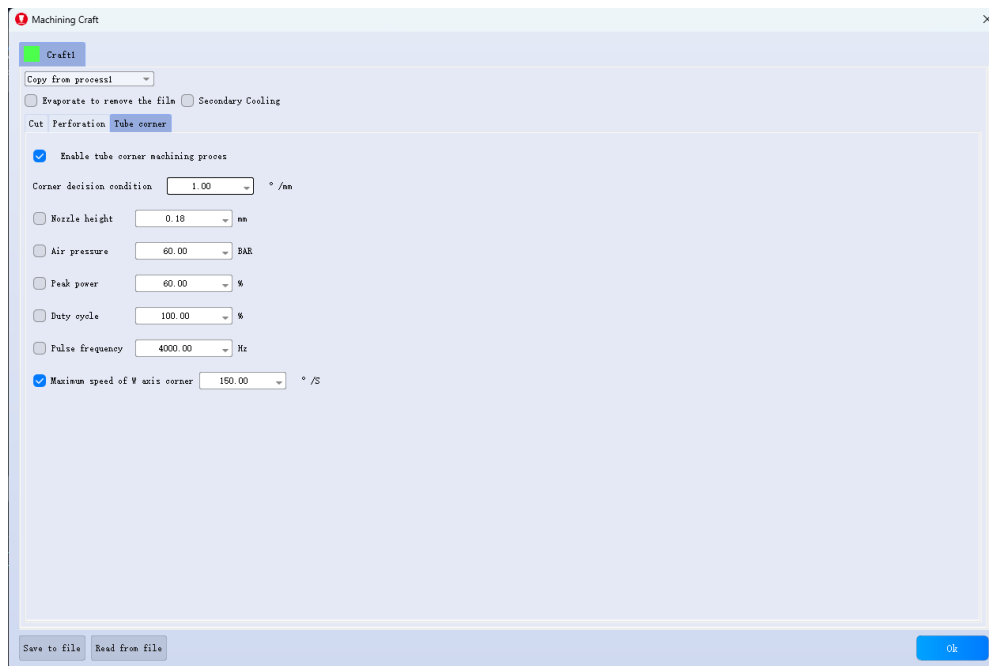 Machining Craft
Craft1
Copy from process1
Evaporate to remove the film Secondary Cooling
Cut Perforation Tube corner
Enable tube corner machining proces
Corner decision condition 1.00 ° /mm
Nozzle height 0.18 mm
Air pressure 60.00 BAR
Peak power 60.00 %
Duty cycle 100.00 %
Pulse frequency 4000.00 Hz
Maximum speed of W axis corner 150.00 ° /S
Save to file Read from file Ok